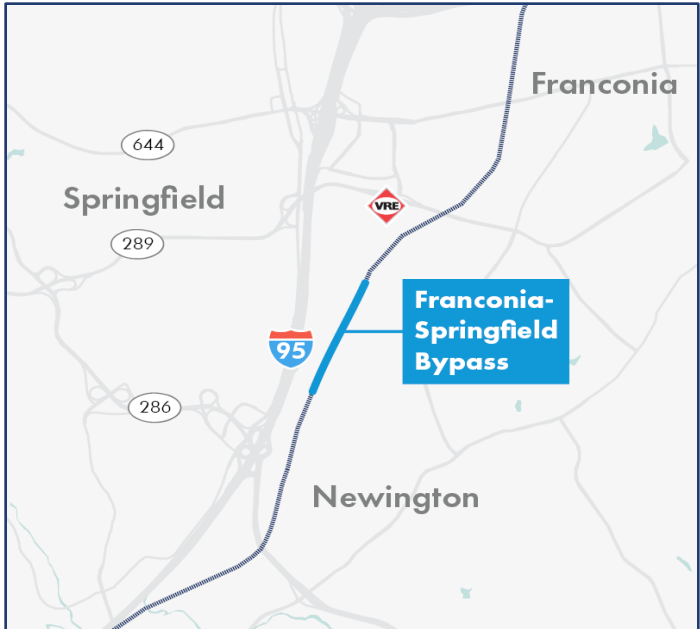 Franconia
644
Springfield
VRE
289
Franconia-
Springfield
Bypass
95
286
Newington